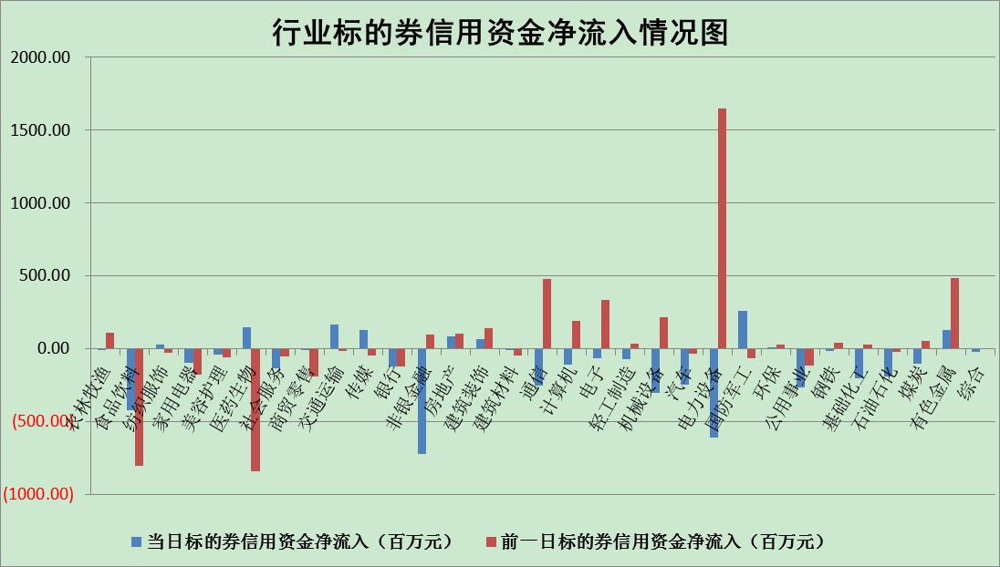 行业标的券信用资金净流入情况图
2000.00
1500.00
1000.00
500.00
0.00
(500.00)
(1000.00)
农林牧渔
食品饮料
纺织服饰
家用电器
美容护理
医药生物
社会服务
商贸零售
交通运输
传媒
银行
非银金融
房地产
建筑装饰
建筑材料
通信
计算机
电子
轻工制造
机械设备
汽车
电力设备
国防军工
环保
公用事业
钢铁
基础化工
石油石化
煤炭
有色金属
综合
当日标的券信用资金净流入（百万元）
前一日标的券信用资金净流入（百万元）